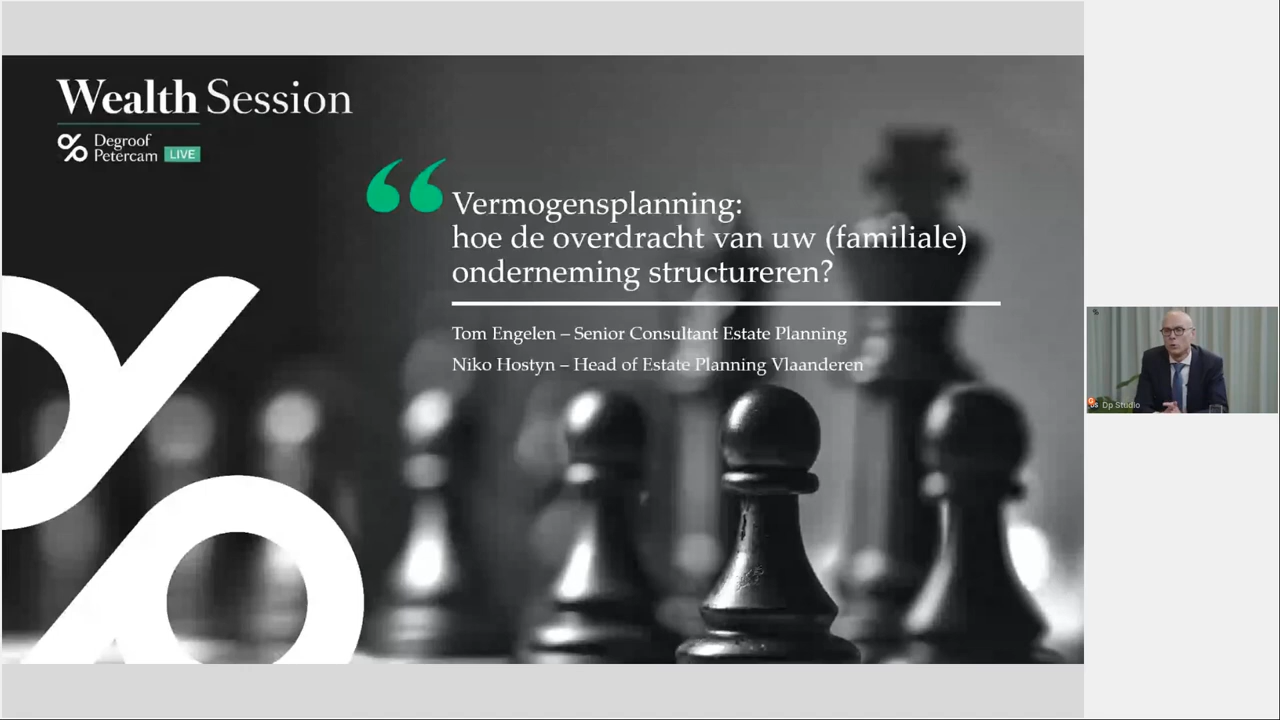 Wealth Session
Degroof
Petercam LIVE
“
Vermogensplanning:
hoe de overdracht van uw (familiale)
onderneming structureren?
Tom Engelen – Senior Consultant Estate Planning
Niko Hostyn – Head of Estate Planning Vlaanderen
Dp Studio